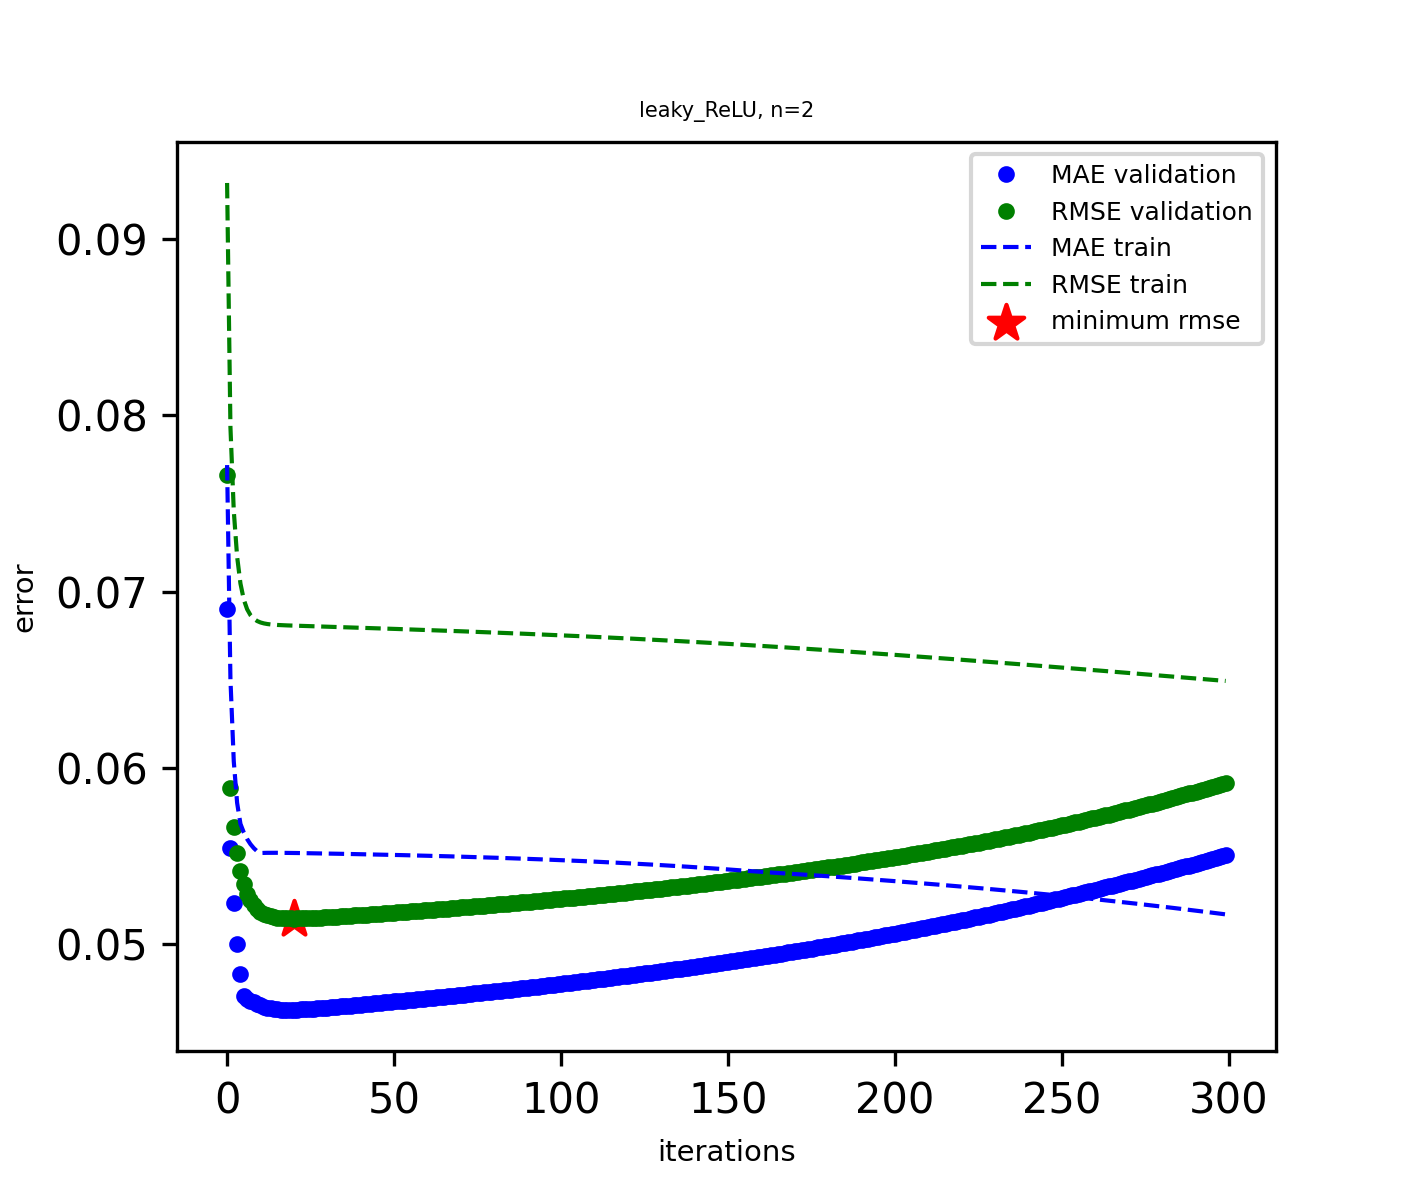 leaky_ReLU, n=2
MAE validation
RMSE validation
MAE train
RMSE train
minimum rmse
error
0.09
0.08
0.07
0.06
0.05
0 50 100 150 200 250 300
iterations